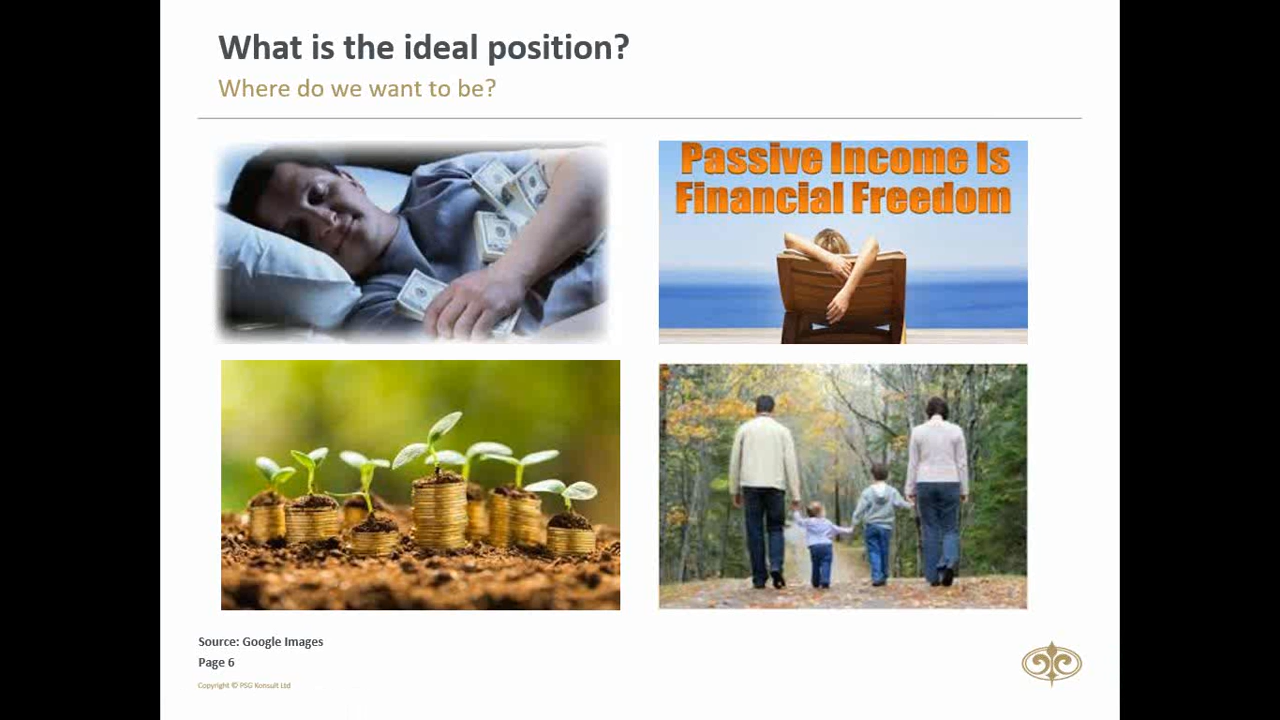 What is the ideal position?
Where do we want to be?
Passive Income Is
Financial Freedom
Source: Google Images
Page 6
Copyright © PSG Konsult Ltd